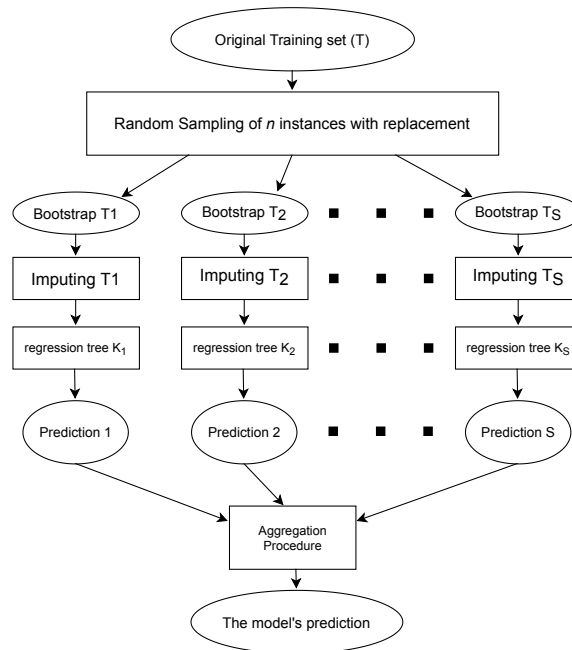 Original Training set (T)
Random Sampling of n instances with replacement
Bootstrap T1
Bootstrap T2
Bootstrap TS
Imputing T1
Imputing T2
Imputing TS
regression tree K1
regression tree K2
regression tree KS
Prediction 1
Prediction 2
Prediction S
Aggregation
Procedure
The model's prediction